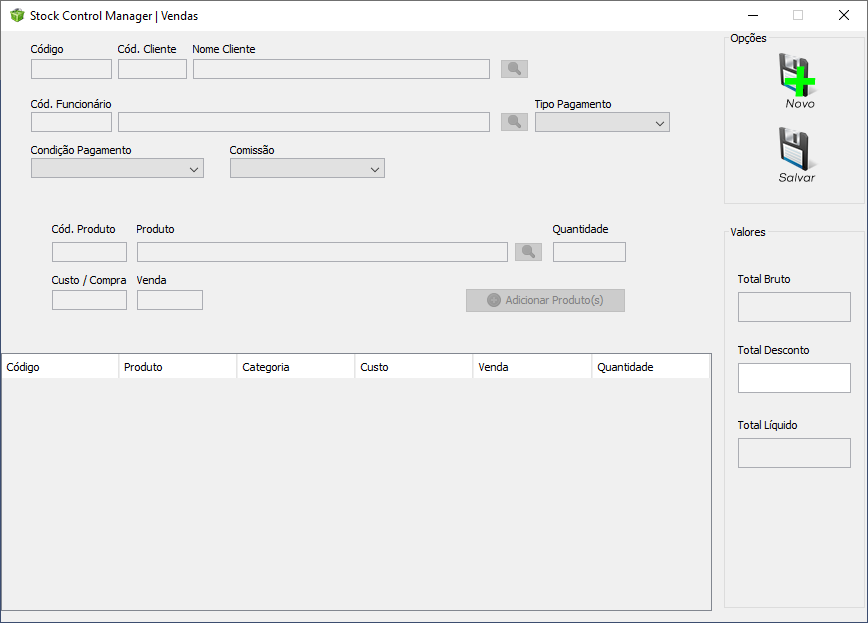 Stock Control Manager | Vendas
Código Cód. Cliente Nome Cliente
Cód. Funcionário Tipo Pagamento
Condição Pagamento Comissão
Cód. Produto Produto Quantidade
Custo / Compra Venda
Adicionar Produto(s)
Código Produto Categoria Custo Venda Quantidade
Opções
Novo
Salvar
Valores
Total Bruto
Total Desconto
Total Líquido